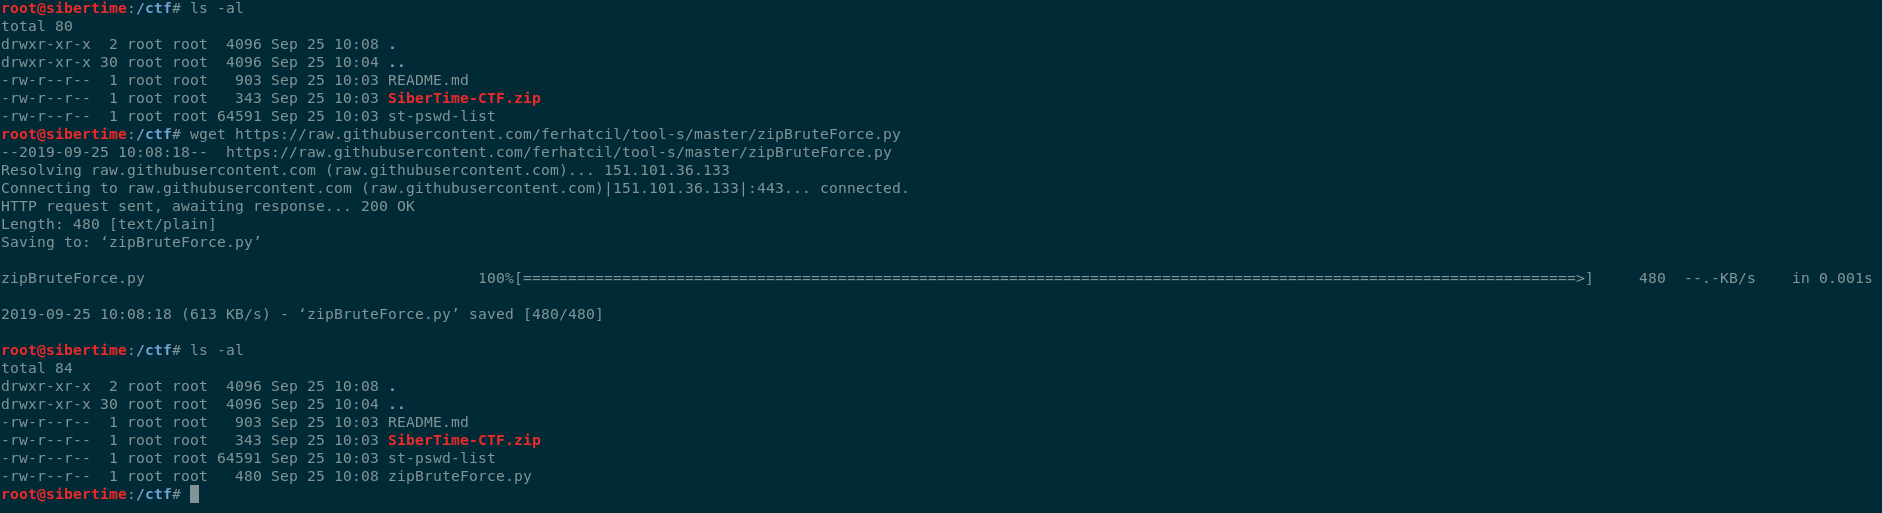 root@sibertime:/ctf# ls -al
total 80
drwxr-xr-x  2 root root  4096 Sep 25 10:08 .
drwxr-xr-x 30 root root  4096 Sep 25 10:04 ..
-rw-r--r--  1 root root   903 Sep 25 10:03 README.md
-rw-r--r--  1 root root   343 Sep 25 10:03 SiberTime-CTF.zip
-rw-r--r--  1 root root 64591 Sep 25 10:03 st-pswd-list
root@sibertime:/ctf# wget https://raw.githubusercontent.com/ferhatcil/tool-s/master/zipBruteForce.py
--2019-09-25 10:08:18--  https://raw.githubusercontent.com/ferhatcil/tool-s/master/zipBruteForce.py
Resolving raw.githubusercontent.com (raw.githubusercontent.com)... 151.101.36.133
Connecting to raw.githubusercontent.com (raw.githubusercontent.com)|151.101.36.133|:443... connected.
HTTP request sent, awaiting response... 200 OK
Length: 480 [text/plain]
Saving to: ‘zipBruteForce.py’
zipBruteForce.py                                     100%[=====================================================================================================================>]     480  --.-KB/s    in 0.001s
2019-09-25 10:08:18 (613 KB/s) - ‘zipBruteForce.py’ saved [480/480]
root@sibertime:/ctf# ls -al
total 84
drwxr-xr-x  2 root root  4096 Sep 25 10:08 .
drwxr-xr-x 30 root root  4096 Sep 25 10:04 ..
-rw-r--r--  1 root root   903 Sep 25 10:03 README.md
-rw-r--r--  1 root root   343 Sep 25 10:03 SiberTime-CTF.zip
-rw-r--r--  1 root root 64591 Sep 25 10:03 st-pswd-list
-rw-r--r--  1 root root   480 Sep 25 10:08 zipBruteForce.py
root@sibertime:/ctf#